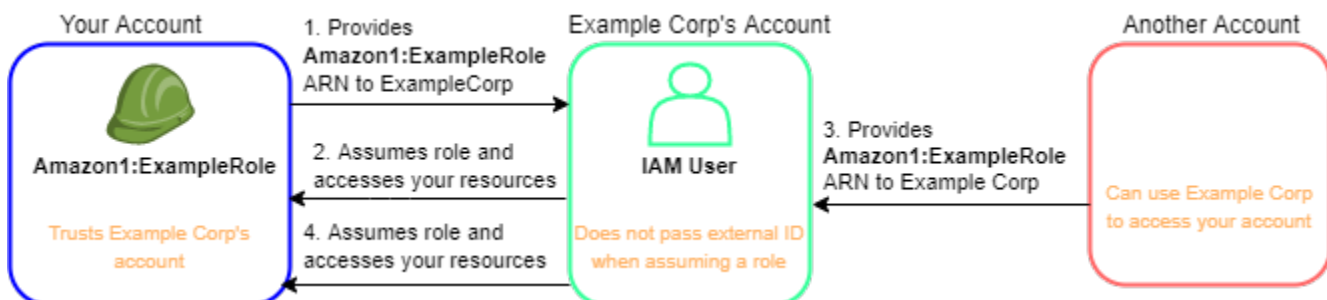 Your Account
Amazon1:ExampleRole
Trusts Example Corp's
account
1. Provides
Amazon1:ExampleRole
ARN to ExampleCorp
2. Assumes role and
accesses your resources
4. Assumes role and
accesses your resources
Example Corp's Account
IAM User
Does not pass external ID
when assuming a role
3. Provides
Amazon1:ExampleRole
ARN to Example Corp
Another Account
Can use Example Corp
to access your account